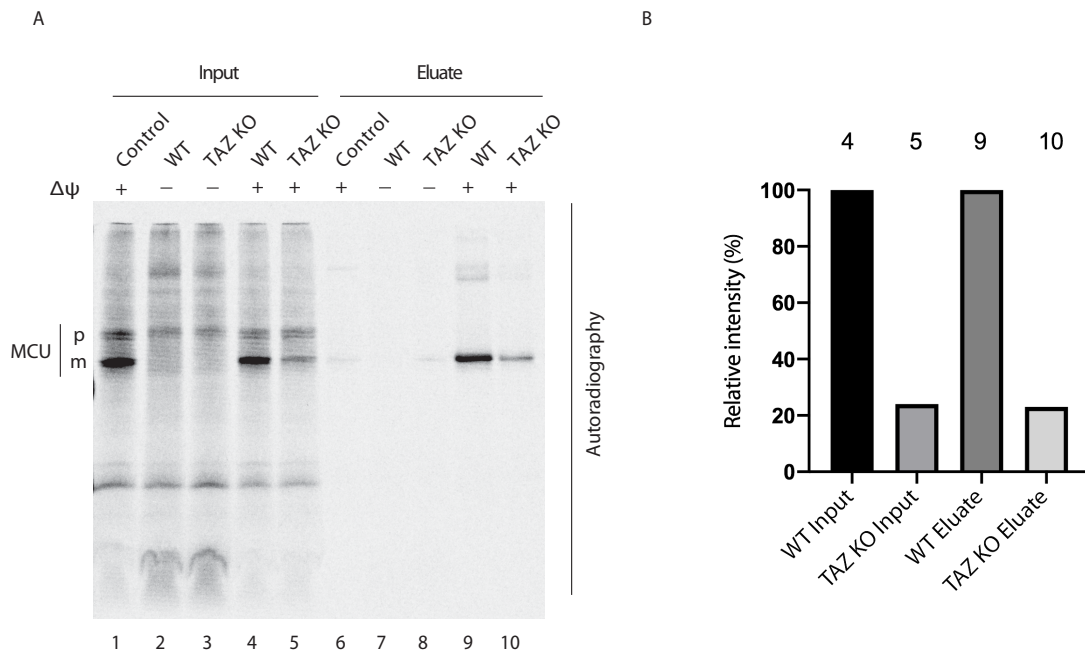 A
B
Input
Eluate
Control
WT
TAZ KO
WT
TAZ KO
Control
WT
TAZ KO
WT
TAZ KO
Δψ
+
−
−
+
+
+
−
−
+
+
MCU
p
m
Autoradiography
1 2 3 4 5 6 7 8 9 10
4 5 9 10
Relative intensity (%)
100
80
60
40
20
0
WT Input
TAZ KO Input
WT Eluate
TAZ KO Eluate